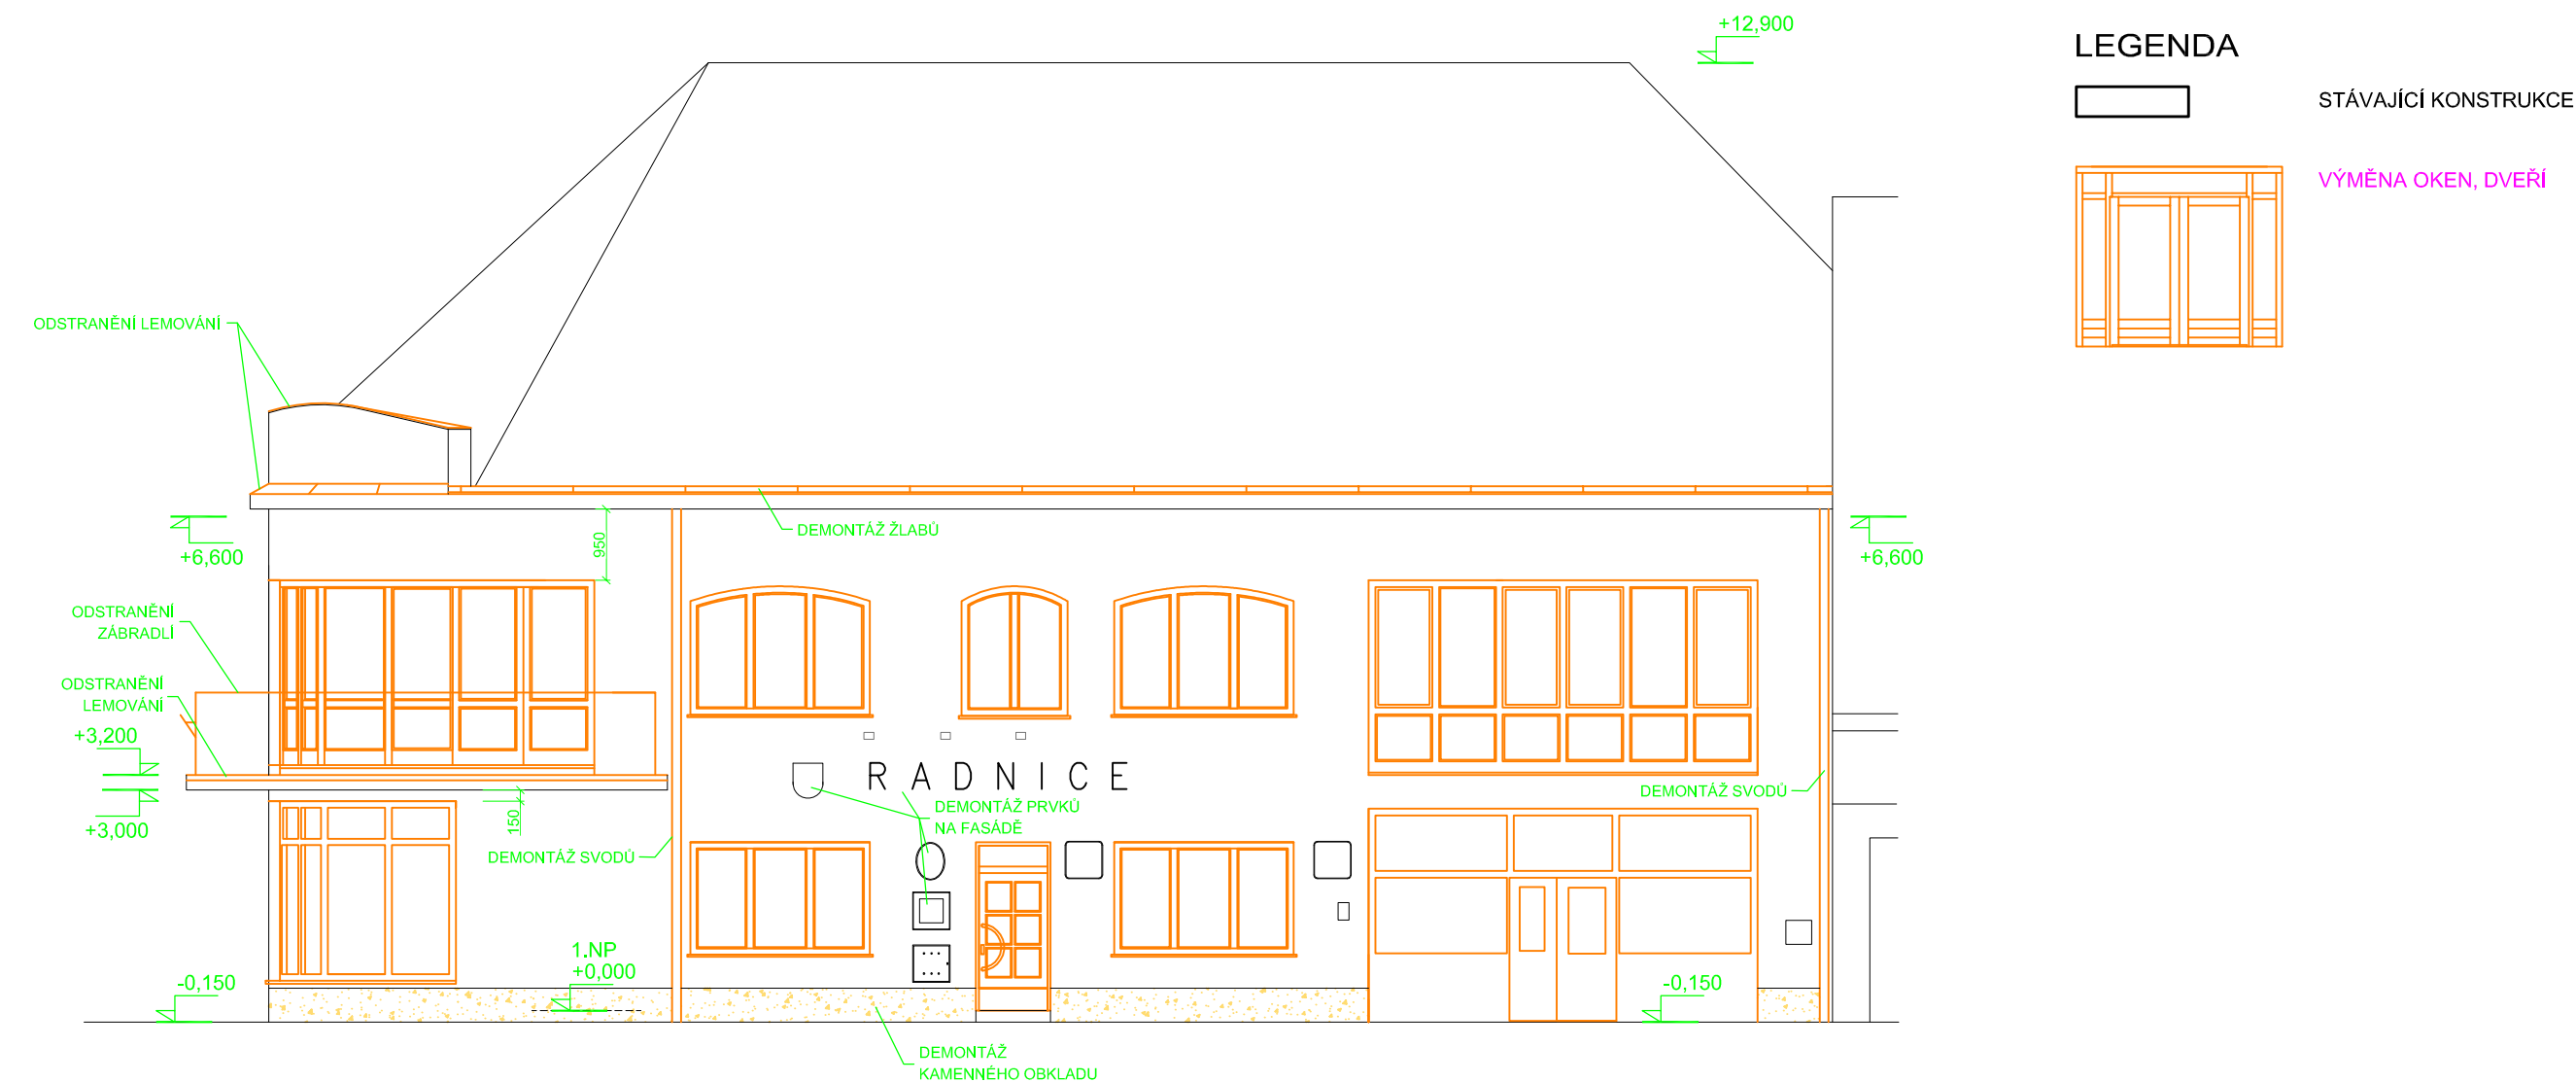 +12,900
LEGENDA
STÁVAJÍCÍ KONSTRUKCE
VÝMĚNA OKEN, DVEŘÍ
ODSTRANĚNÍ LEMOVÁNÍ
DEMONTÁŽ ŽLABŮ
950
+6,600
+6,600
ODSTRANĚNÍ
ZÁBRADLÍ
ODSTRANĚNÍ
LEMOVÁNÍ
+3,200
+3,000
RADNICE
DEMONTÁŽ PRVKŮ
NA FASÁDĚ
DEMONTÁŽ SVODŮ
150
DEMONTÁŽ SVODŮ
1.NP
+0,000
-0,150
-0,150
DEMONTÁŽ
KAMENNÉHO OBKLADU